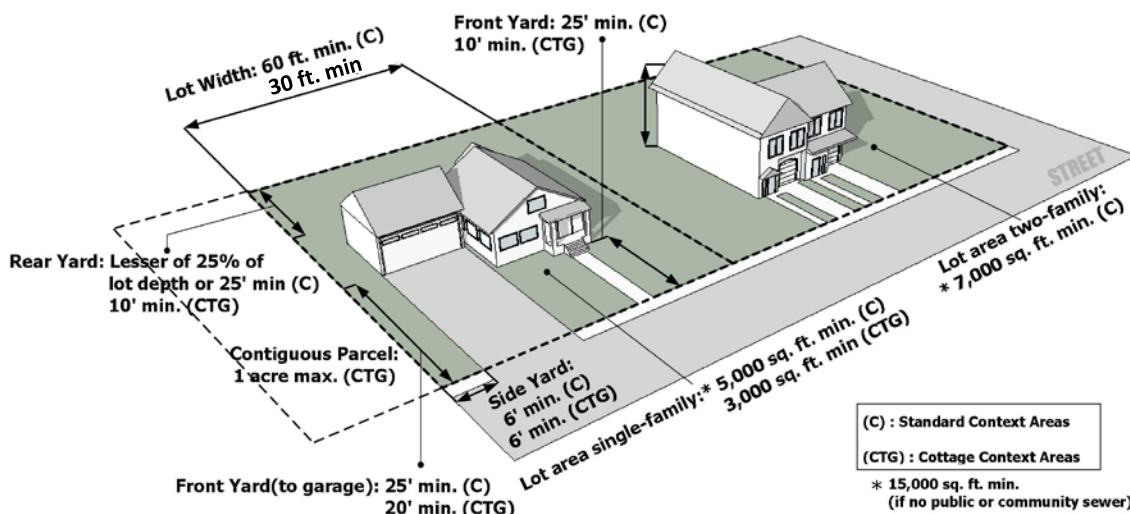 Front Yard: 25' min. (C)
10' min. (CTG)
Lot Width: 60 ft. min. (C)
30 ft. min
STREET
Rear Yard: Lesser of 25% of
lot depth or 25' min (C)
10' min. (CTG)
Lot area two-family:
* 7,000 sq. ft. min. (C)
Contiguous Parcel:
1 acre max. (CTG)
Side Yard:
6' min. (C)
6' min. (CTG)
Lot area single-family:* 5,000 sq. ft. min. (C)
3,000 sq. ft. min (CTG)
Front Yard(to garage): 25' min. (C)
20' min. (CTG)
(C) : Standard Context Areas
(CTG) : Cottage Context Areas
* 15,000 sq. ft. min.
(if no public or community sewer)